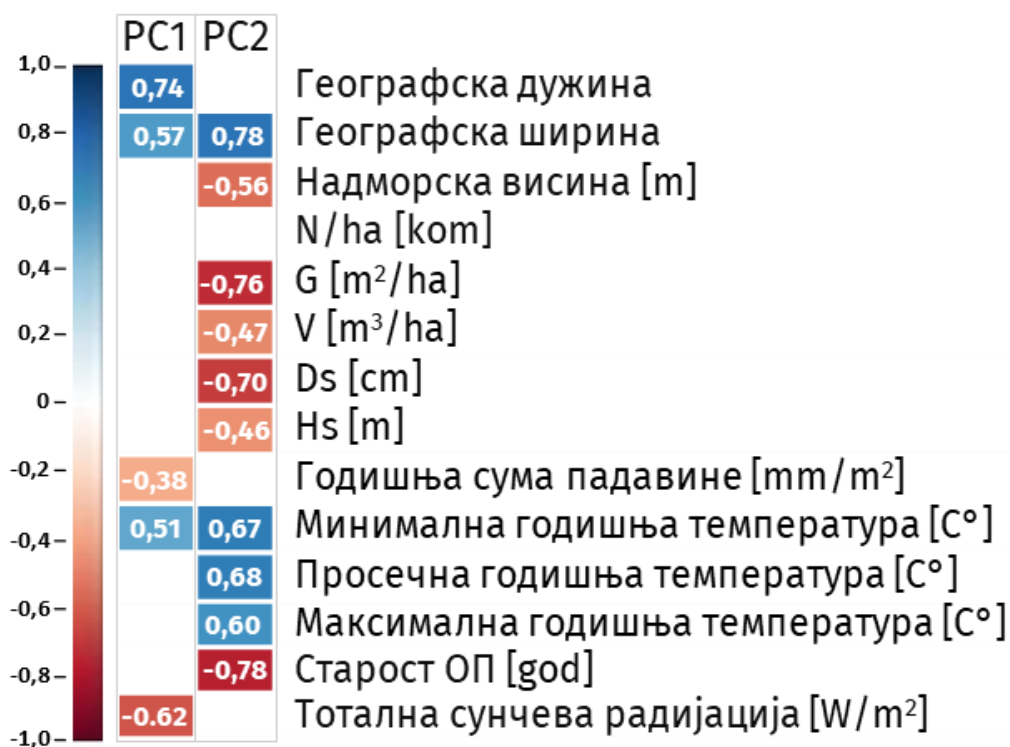 PC1 PC2
1,0
0,74 Географска дужина
0,8
0,57 0,78 Географска ширина
-0,56 Надморска висина [m]
0,6
N/ha [kom]
0,4
-0,76 G [m²/ha]
0,2
-0,47 V [m³/ha]
-0,70 Ds [cm]
0
-0,46 Hs [m]
-0,2
-0,38 Годишња сума падавине [mm/m²]
0,51 0,67 Минимална годишња температура [C°]
-0,4
0,68 Просечна годишња температура [C°]
-0,6
0,60 Максимална годишња температура [C°]
-0,8
-0,78 Старост ОП [god]
-0.62 Тотална сунчева радијација [W/m²]
-1,0